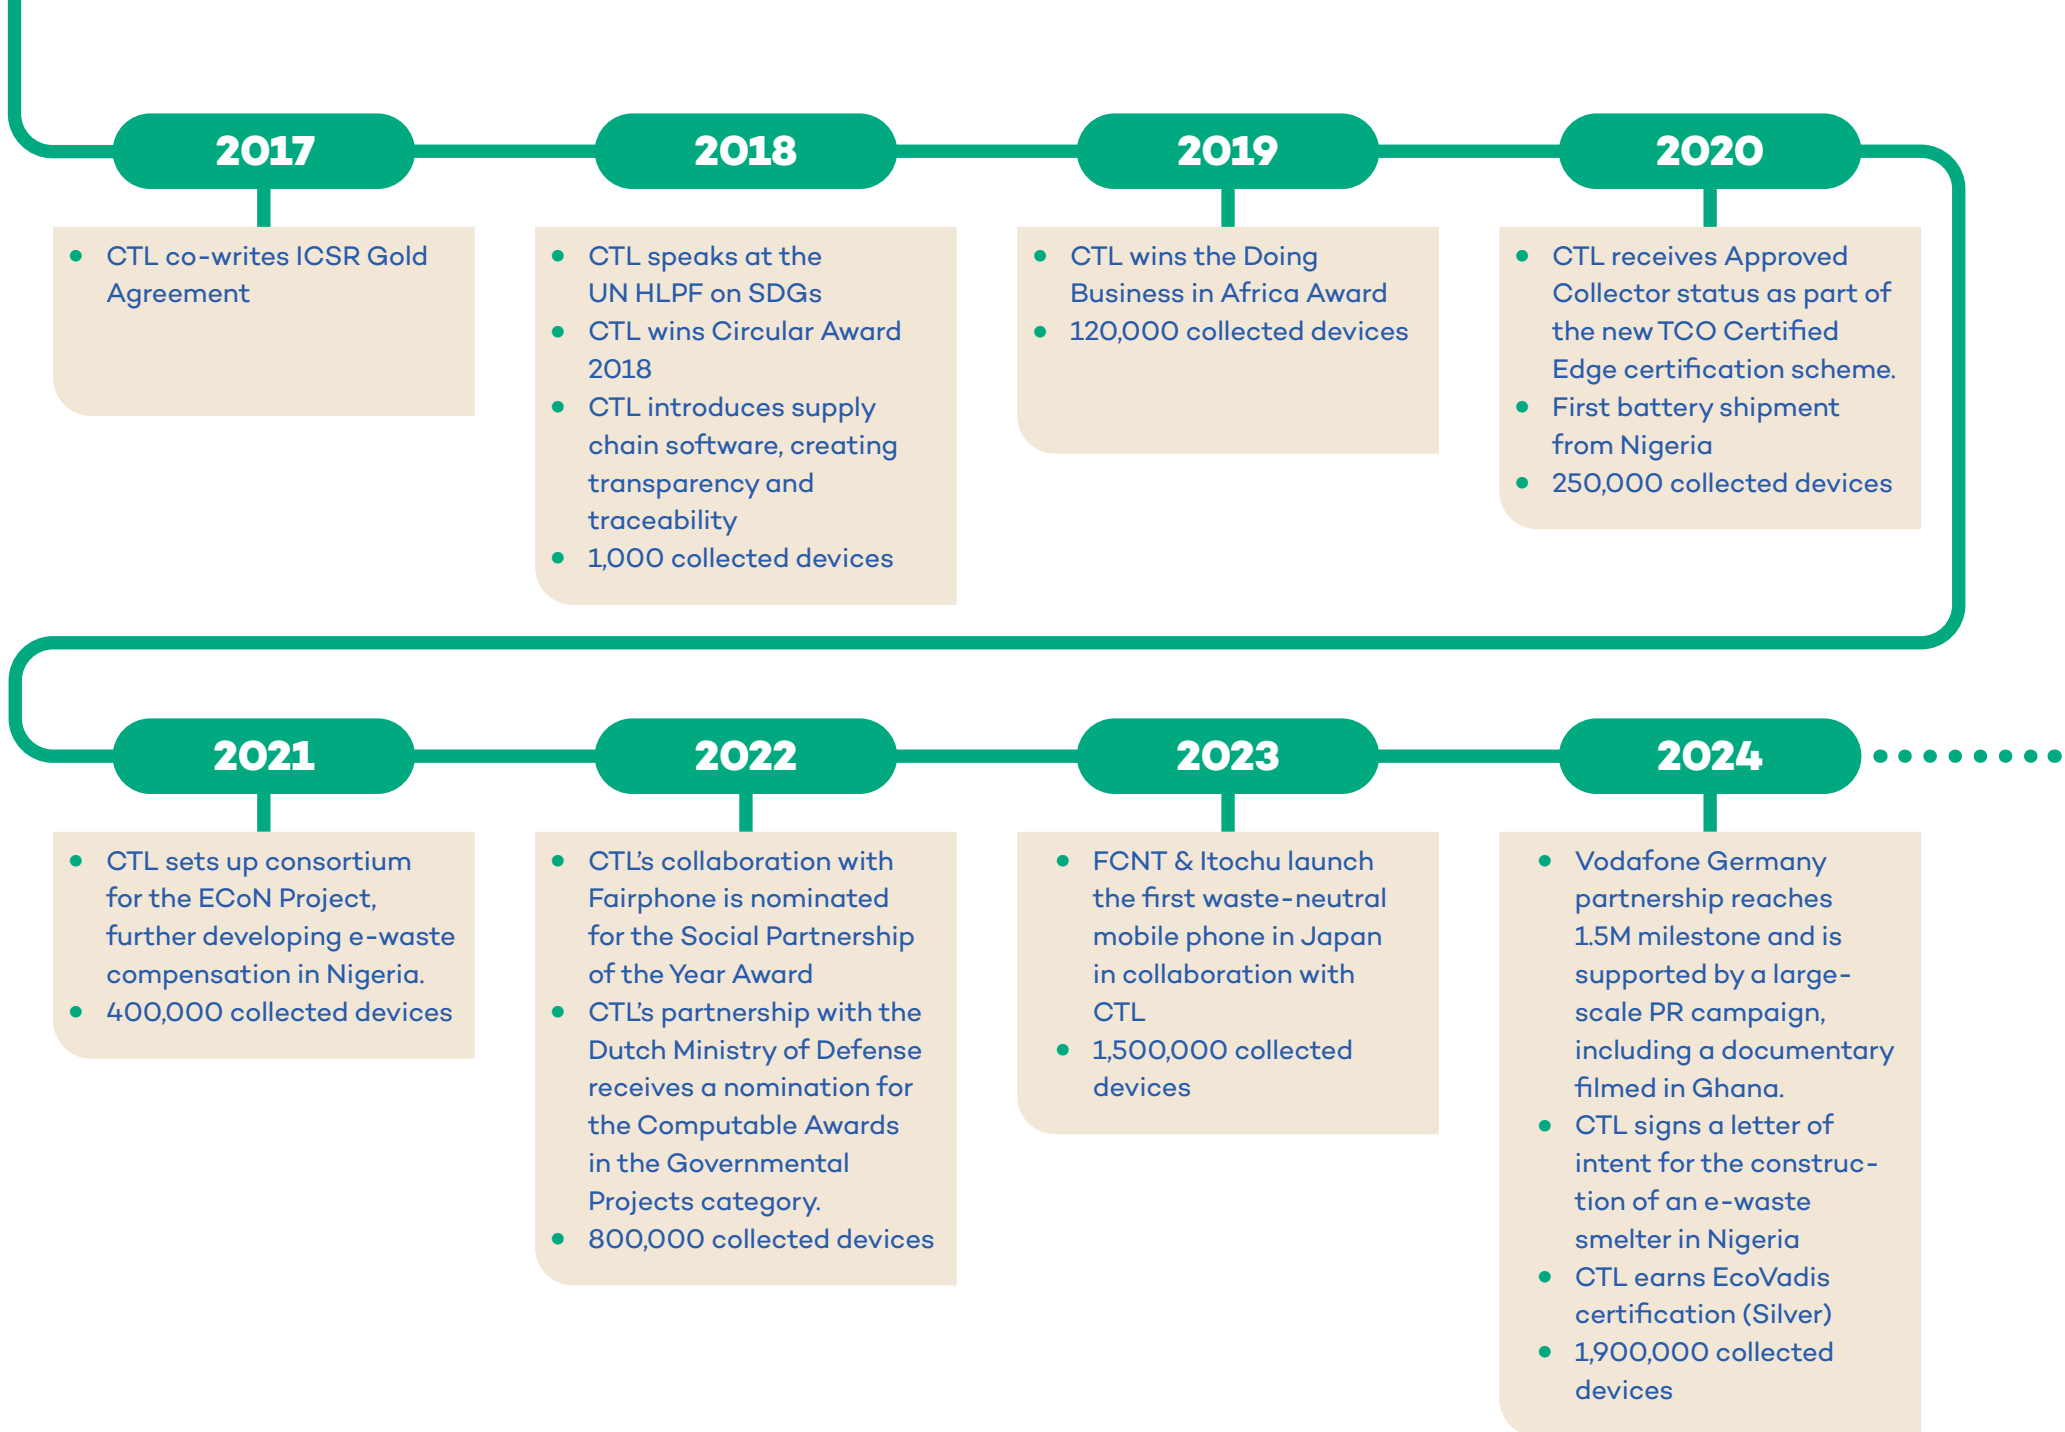 2017
CTL co-writes ICSR Gold
Agreement
2018
CTL speaks at the
UN HLPF on SDGs
CTL wins Circular Award
2018
CTL introduces supply
chain software, creating
transparency and
traceability
1,000 collected devices
2019
CTL wins the Doing
Business in Africa Award
120,000 collected devices
2020
CTL receives Approved
Collector status as part of
the new TCO Certified
Edge certification scheme.
First battery shipment
from Nigeria
250,000 collected devices
2021
CTL sets up consortium
for the ECoN Project,
further developing e-waste
compensation in Nigeria.
400,000 collected devices
2022
CTL's collaboration with
Fairphone is nominated
for the Social Partnership
of the Year Award
CTL's partnership with the
Dutch Ministry of Defense
receives a nomination for
the Computable Awards
in the Governmental
Projects category.
800,000 collected devices
2023
FCNT & Itochu launch
the first waste-neutral
mobile phone in Japan
in collaboration with
CTL
1,500,000 collected
devices
2024
Vodafone Germany
partnership reaches
1.5M milestone and is
supported by a large-
scale PR campaign,
including a documentary
filmed in Ghana.
CTL signs a letter of
intent for the construc-
tion of an e-waste
smelter in Nigeria
CTL earns EcoVadis
certification (Silver)
1,900,000 collected
devices